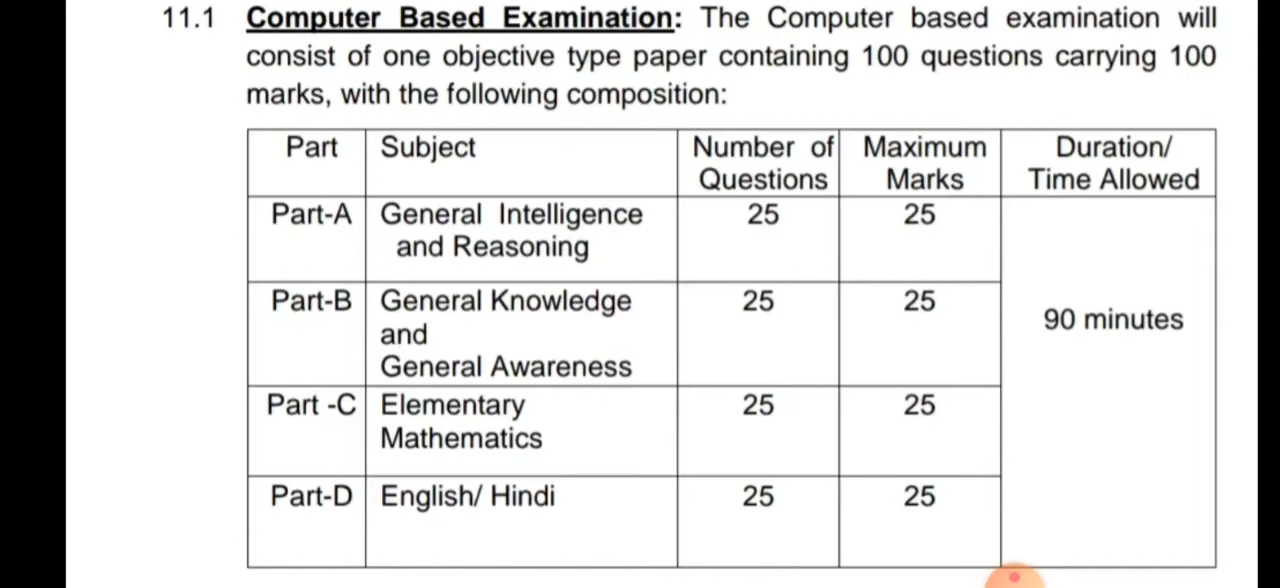 11.1 Computer Based Examination: The Computer based examination will
consist of one objective type paper containing 100 questions carrying 100
marks, with the following composition:
Part Subject Number of Questions Maximum Marks Duration/ Time Allowed
Part-A General Intelligence and Reasoning 25 25 90 minutes
Part-B General Knowledge and General Awareness 25 25
Part -C Elementary Mathematics 25 25
Part-D English/ Hindi 25 25